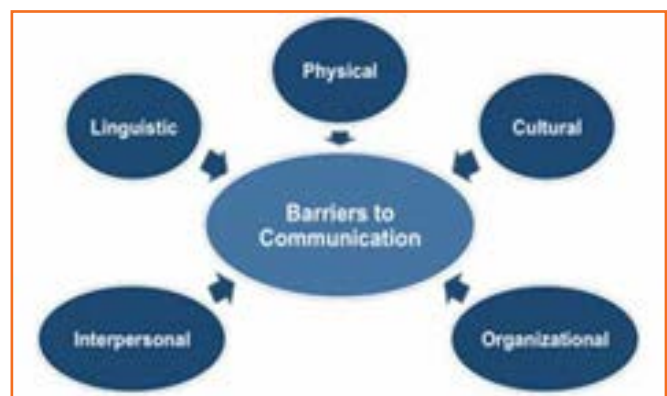 Physical
Linguistic
Cultural
Barriers to
Communication
Interpersonal
Organizational